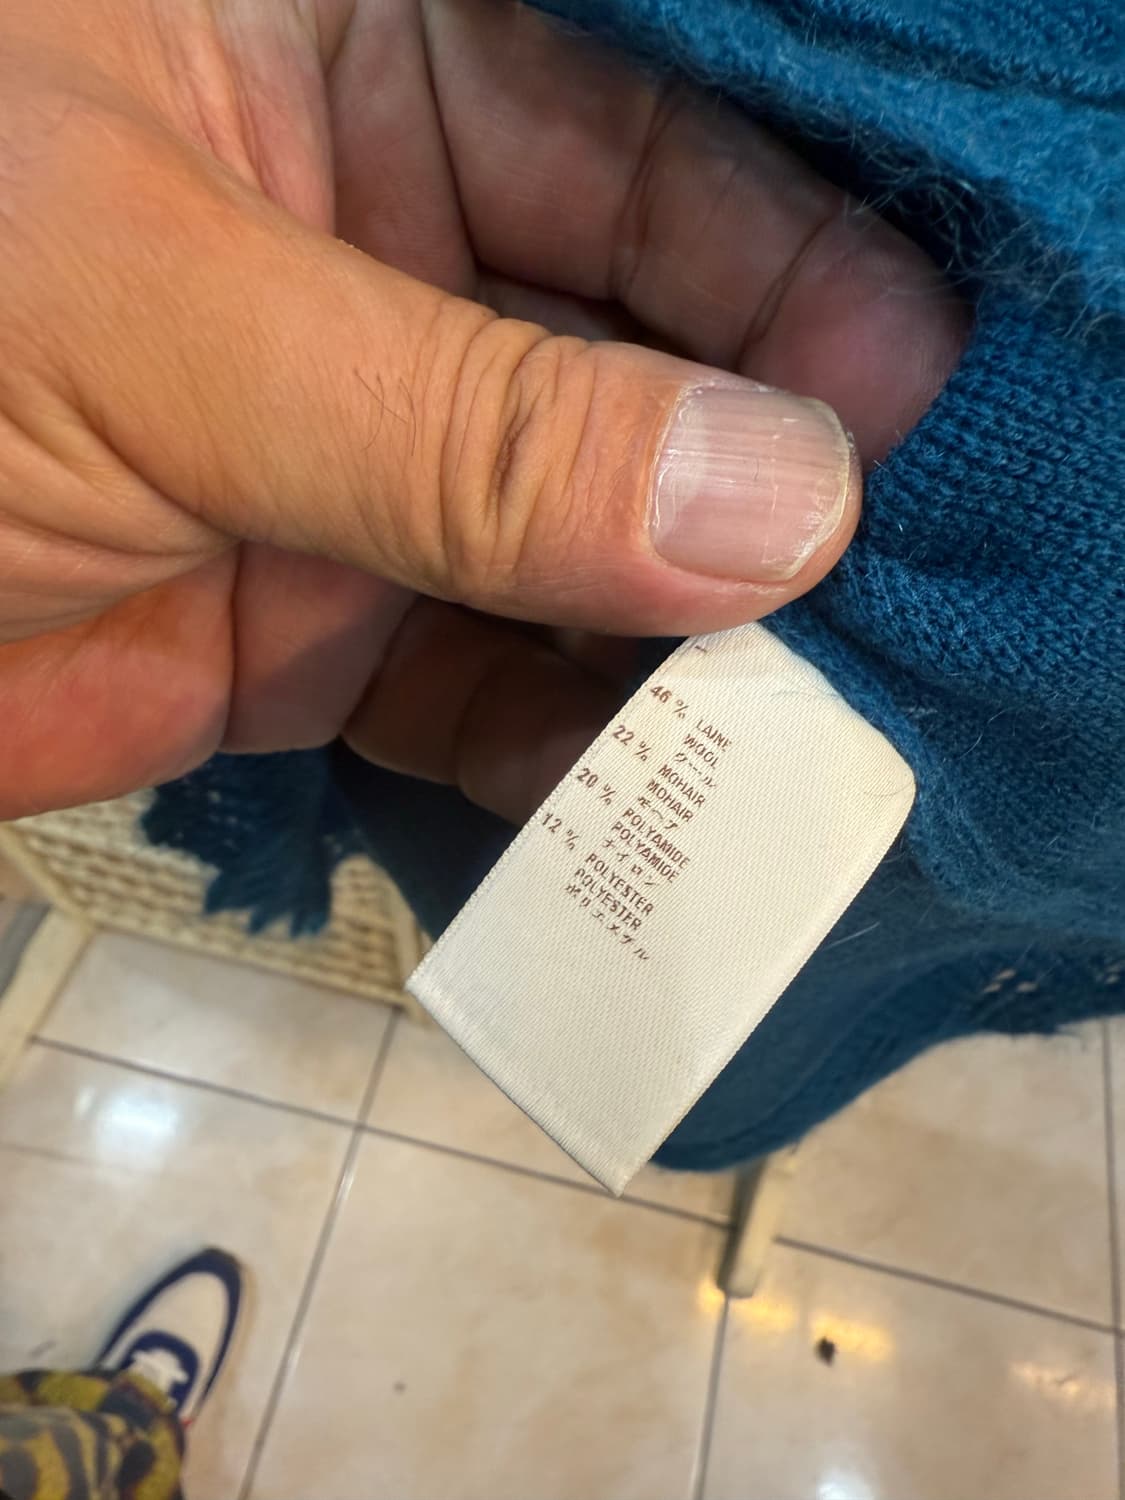 46 % LAINE
WOOL
ウール
22 % MOHAIR
MOHAIR
モヘア
20 % POLYAMIDE
POLYAMIDE
ナイロン
12 % POLYESTER
POLYESTER
ポリエステル